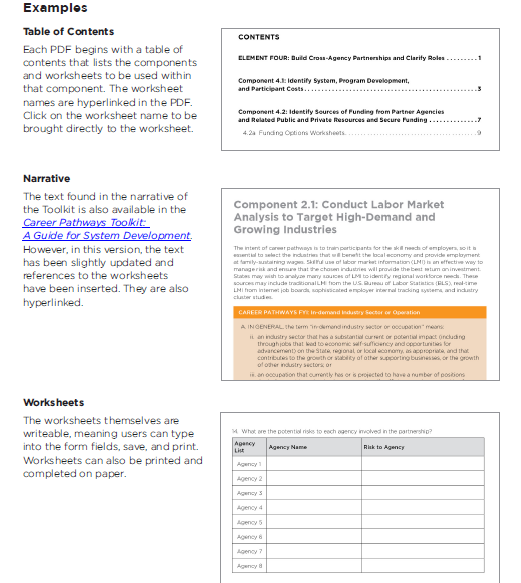 Examples
Table of Contents
Each PDF begins with a table of
contents that lists the components
and worksheets to be used within
that component. The worksheet
names are hyperlinked in the PDF.
Click on the worksheet name to be
brought directly to the worksheet.
CONTENTS
ELEMENT FOUR: Build Cross-Agency Partnerships and Clarify Roles . . . . . . . . . 1
Component 4.1: Identify System, Program Development,
and Participant Costs . . . . . . . . . . . . . . . . . . . . . . . . . . . . . . . . . . . . . . . . . . . 3
Component 4.2: Identify Sources of Funding from Partner Agencies
and Related Public and Private Resources and Secure Funding . . . . . . . . . . . . . 7
4.2a Funding Options Worksheets . . . . . . . . . . . . . . . . . . . . . . . . . . . . . . . . . 9
Narrative
The text found in the narrative of
the Toolkit is also available in the
Career Pathways Toolkit:
A Guide for System Development.
However, in this version, the text
has been slightly updated and
references to the worksheets
have been inserted. They are also
hyperlinked.
Component 2.1: Conduct Labor Market
Analysis to Target High-Demand and
Growing Industries
The intent of career pathways is to train participants for the skill needs of employers, so it is
essential to select the industries that will benefit the local economy and provide employment
at family-sustaining wages. Skillful use of labor market information (LMI) is an effective way to
manage risk and ensure that the chosen industries will provide the best return on investment.
States may wish to analyze many sources of LMI to identify regional workforce needs. These
sources may include traditional LMI from the U.S. Bureau of Labor Statistics (BLS), real-time
LMI from internet job boards, sophisticated employer internal tracking systems, and industry
cluster studies.
CAREER PATHWAYS FYI: In-demand Industry Sector or Operation
A. IN GENERAL: the term "in-demand industry sector or occupation" means:
ii. an industry sector that has a substantial current or potential impact (including
through jobs that lead to economic self-sufficiency and opportunities for
advancement) on the State, regional, or local economy, as appropriate, and that
contributes to the growth or stability of other supporting businesses, or the growth
of other industry sectors; or
iii. an occupation that currently has or is projected to have a number of positions
Worksheets
The worksheets themselves are
writeable, meaning users can type
into the form fields, save, and print.
Worksheets can also be printed and
completed on paper.
14. What are the potential risks to each agency involved in the partnership?
Agency List Agency Name Risk to Agency
Agency 1
Agency 2
Agency 3
Agency 4
Agency 5
Agency 6
Agency 7
Agency 8